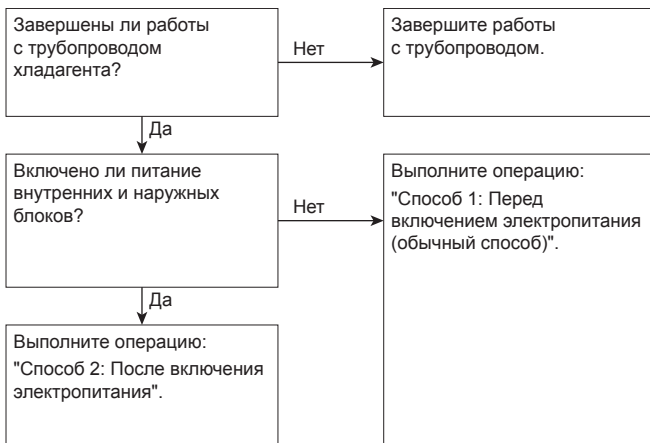 Завершены ли работы
с трубопроводом
хладагента?
Нет
Завершите работы
с трубопроводом.
Да
Включено ли питание
внутренних и наружных
блоков?
Нет
Выполните операцию:
"Способ 1: Перед
включением электропитания
(обычный способ)".
Да
Выполните операцию:
"Способ 2: После включения
электропитания".